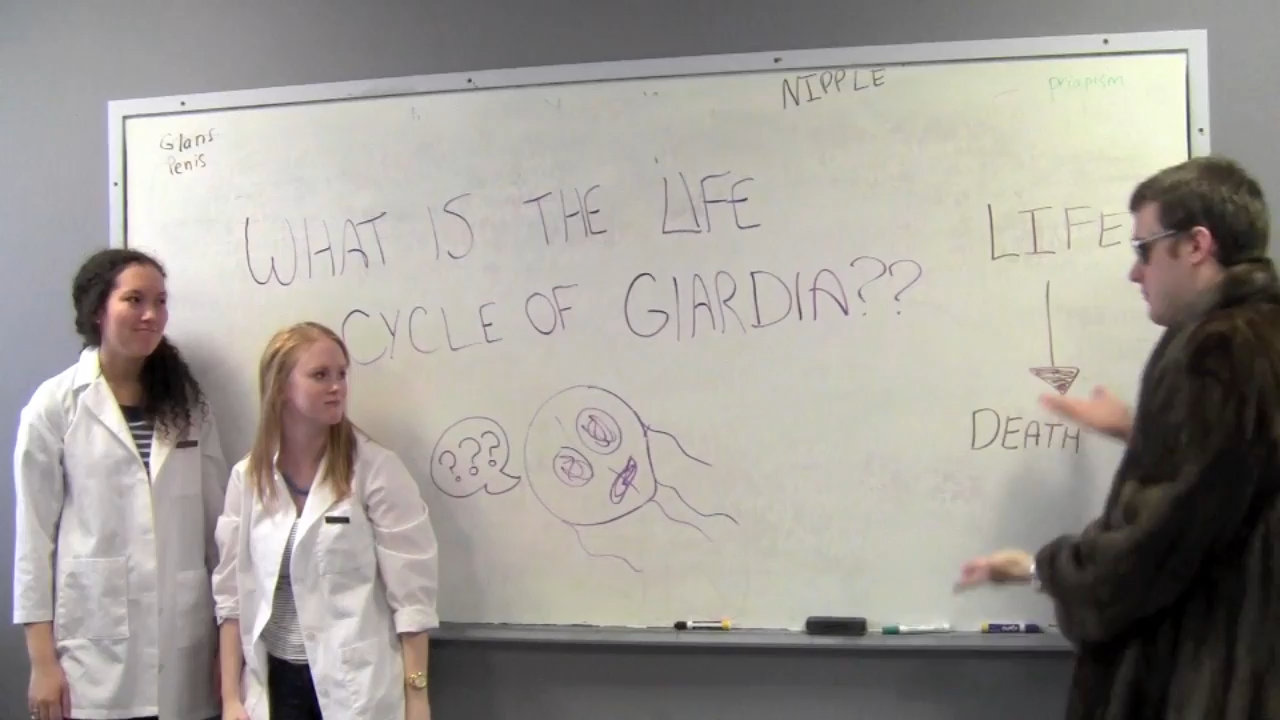 NIPPLE
priapism
Glans
Penis
WHAT IS THE LIFE
CYCLE OF GIARDIA??
LIFE
DEATH
???